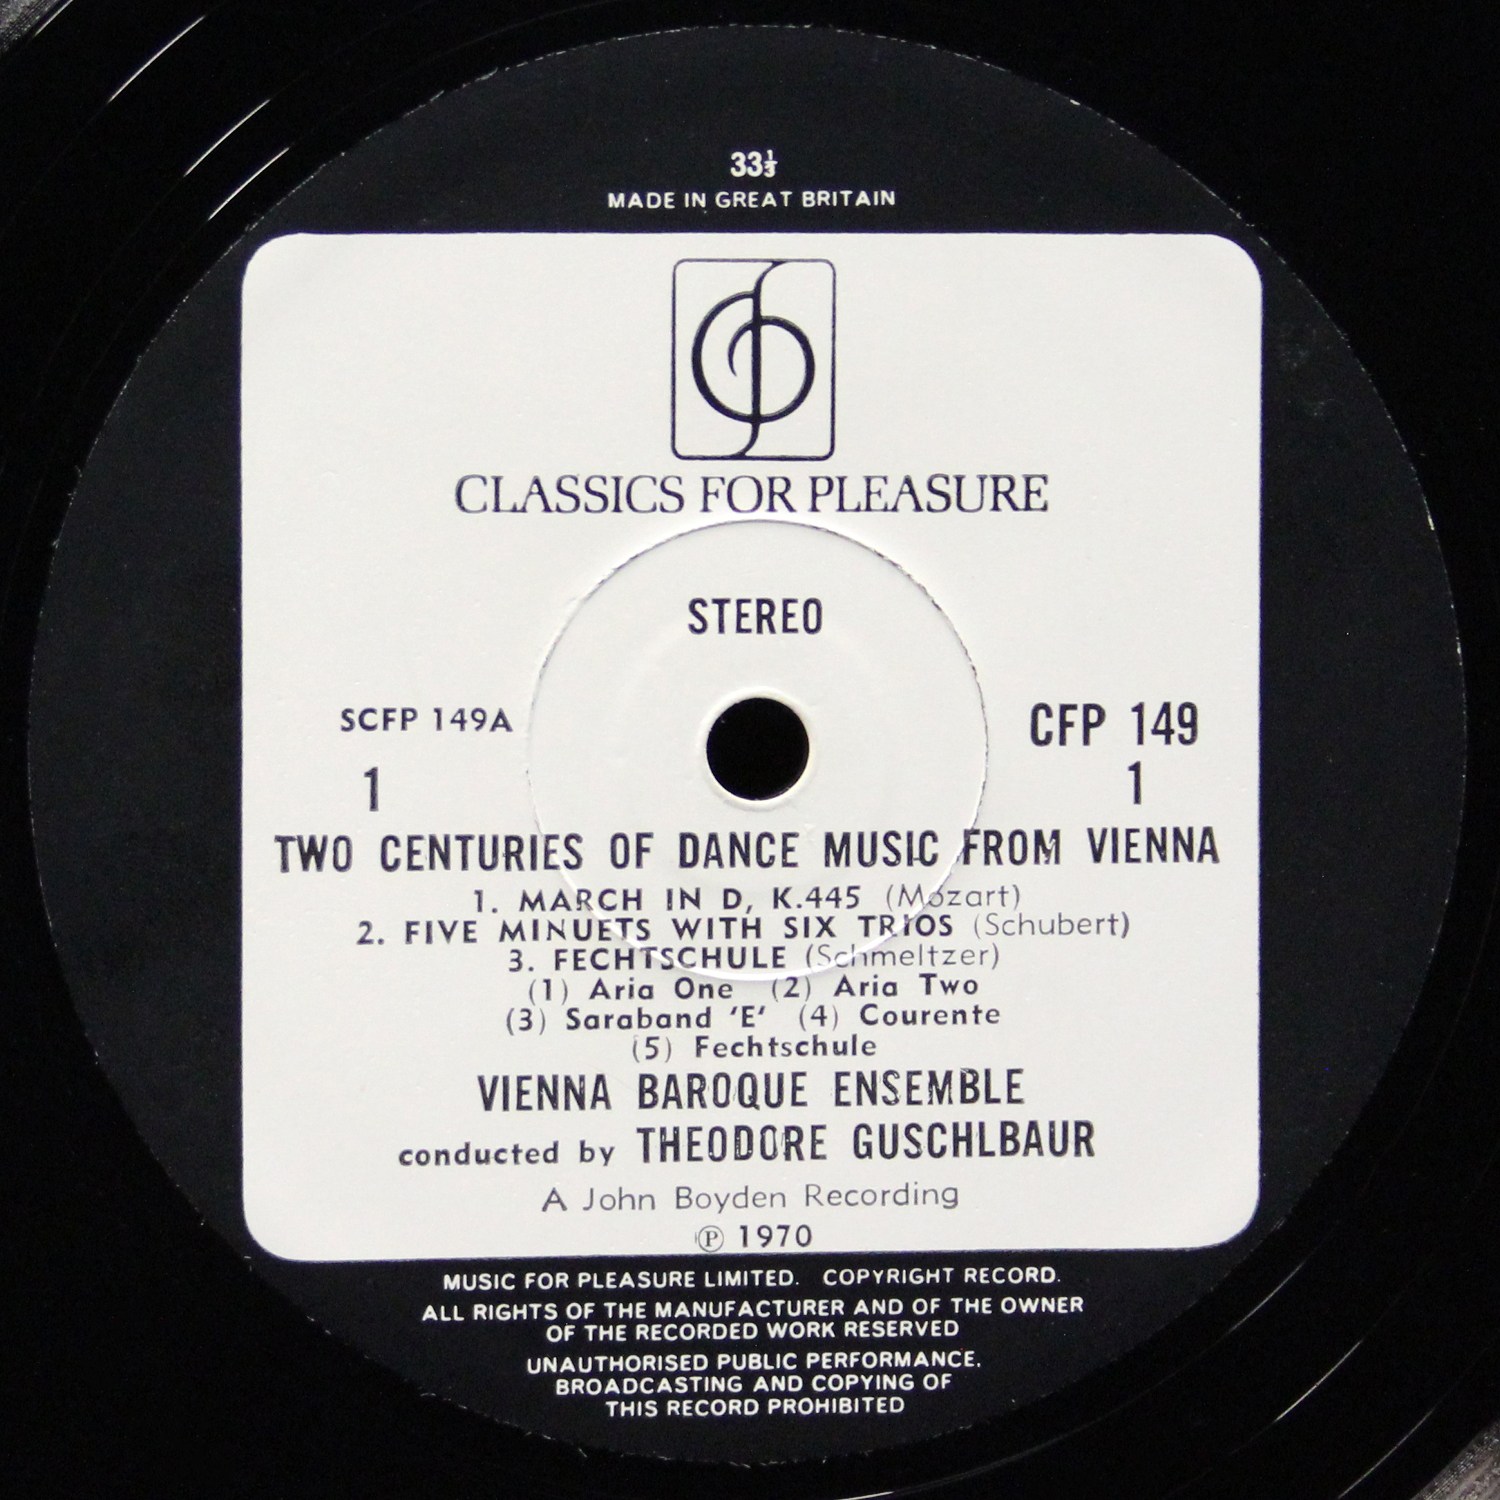 33⅓
MADE IN GREAT BRITAIN
CLASSICS FOR PLEASURE
STEREO
SCFP 149A
CFP 149
1
1
TWO CENTURIES OF DANCE MUSIC FROM VIENNA
1. MARCH IN D, K.445 (Mozart)
2. FIVE MINUETS WITH SIX TRIOS (Schubert)
3. FECHTSCHULE (Schmeltzer)
(1) Aria One (2) Aria Two
(3) Saraband 'E' (4) Courente
(5) Fechtschule
VIENNA BAROQUE ENSEMBLE
conducted by THEODORE GUSCHLBAUR
A John Boyden Recording
℗ 1970
MUSIC FOR PLEASURE LIMITED. COPYRIGHT RECORD.
ALL RIGHTS OF THE MANUFACTURER AND OF THE OWNER
OF THE RECORDED WORK RESERVED
UNAUTHORISED PUBLIC PERFORMANCE,
BROADCASTING AND COPYING OF
THIS RECORD PROHIBITED